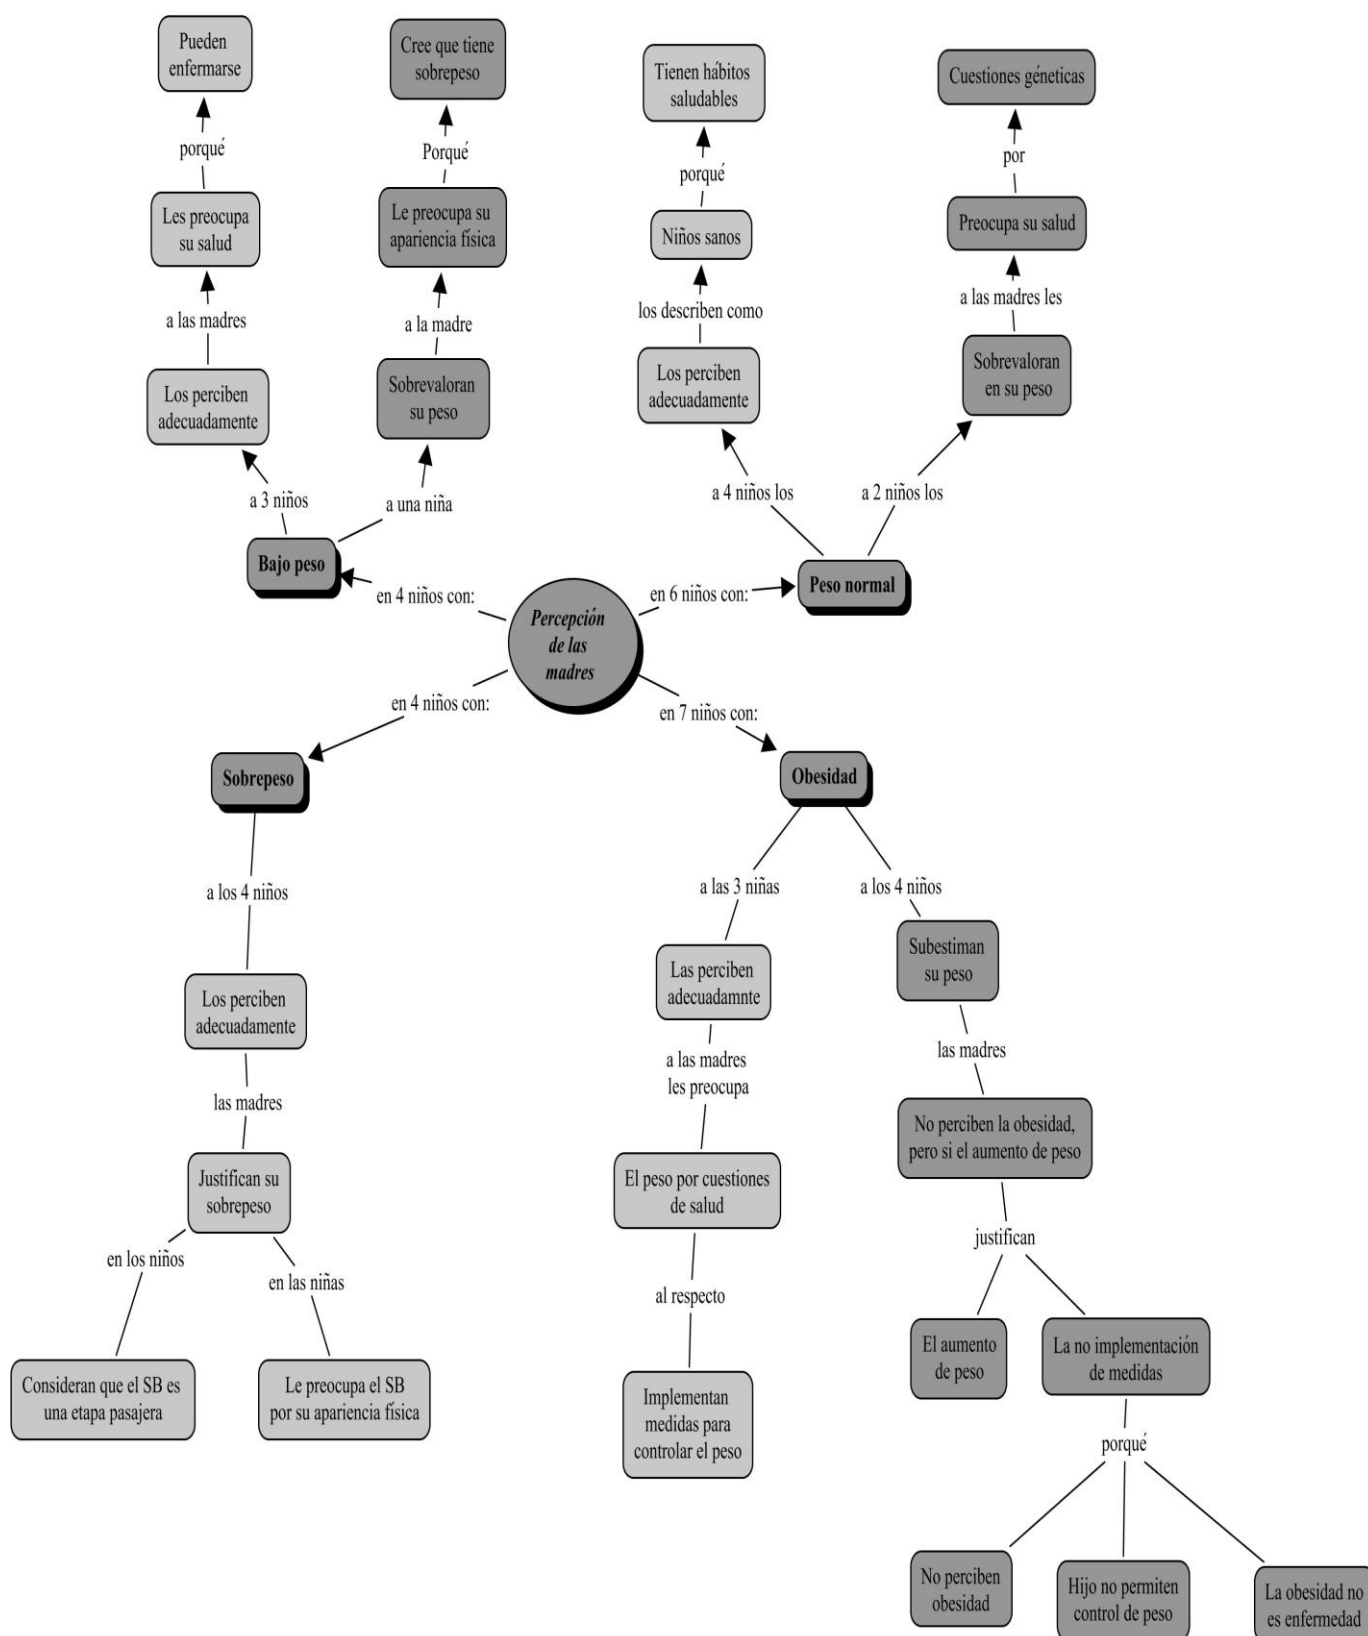 Pueden
enfermarse
porqué
Les preocupa
su salud
a las madres
Los perciben
adecuadamente
a 3 niños
Cree que tiene
sobrepeso
Porqué
Le preocupa su
apariencia física
a la madre
Sobrevaloran
su peso
a una niña
Bajo peso
en 4 niños con:
Tienen hábitos
saludables
porqué
Niños sanos
los describen como
Los perciben
adecuadamente
a 4 niños los
Cuestiones géneticas
por
Preocupa su salud
a las madres les
Sobrevaloran
en su peso
a 2 niños los
Peso normal
en 6 niños con:
Percepción
de las
madres
en 4 niños con:
Sobrepeso
a los 4 niños
Los perciben
adecuadamente
las madres
Justifican su
sobrepeso
en los niños
Consideran que el SB es
una etapa pasajera
en las niñas
Le preocupa el SB
por su apariencia física
en 7 niños con:
Obesidad
a las 3 niñas
Las perciben
adecuadamnte
a las madres
les preocupa
El peso por cuestiones
de salud
al respecto
Implementan
medidas para
controlar el peso
a los 4 niños
Subestiman
su peso
las madres
No perciben la obesidad,
pero si el aumento de peso
justifican
El aumento
de peso
La no implementación
de medidas
porqué
No perciben
obesidad
Hijo no permiten
control de peso
La obesidad no
es enfermedad